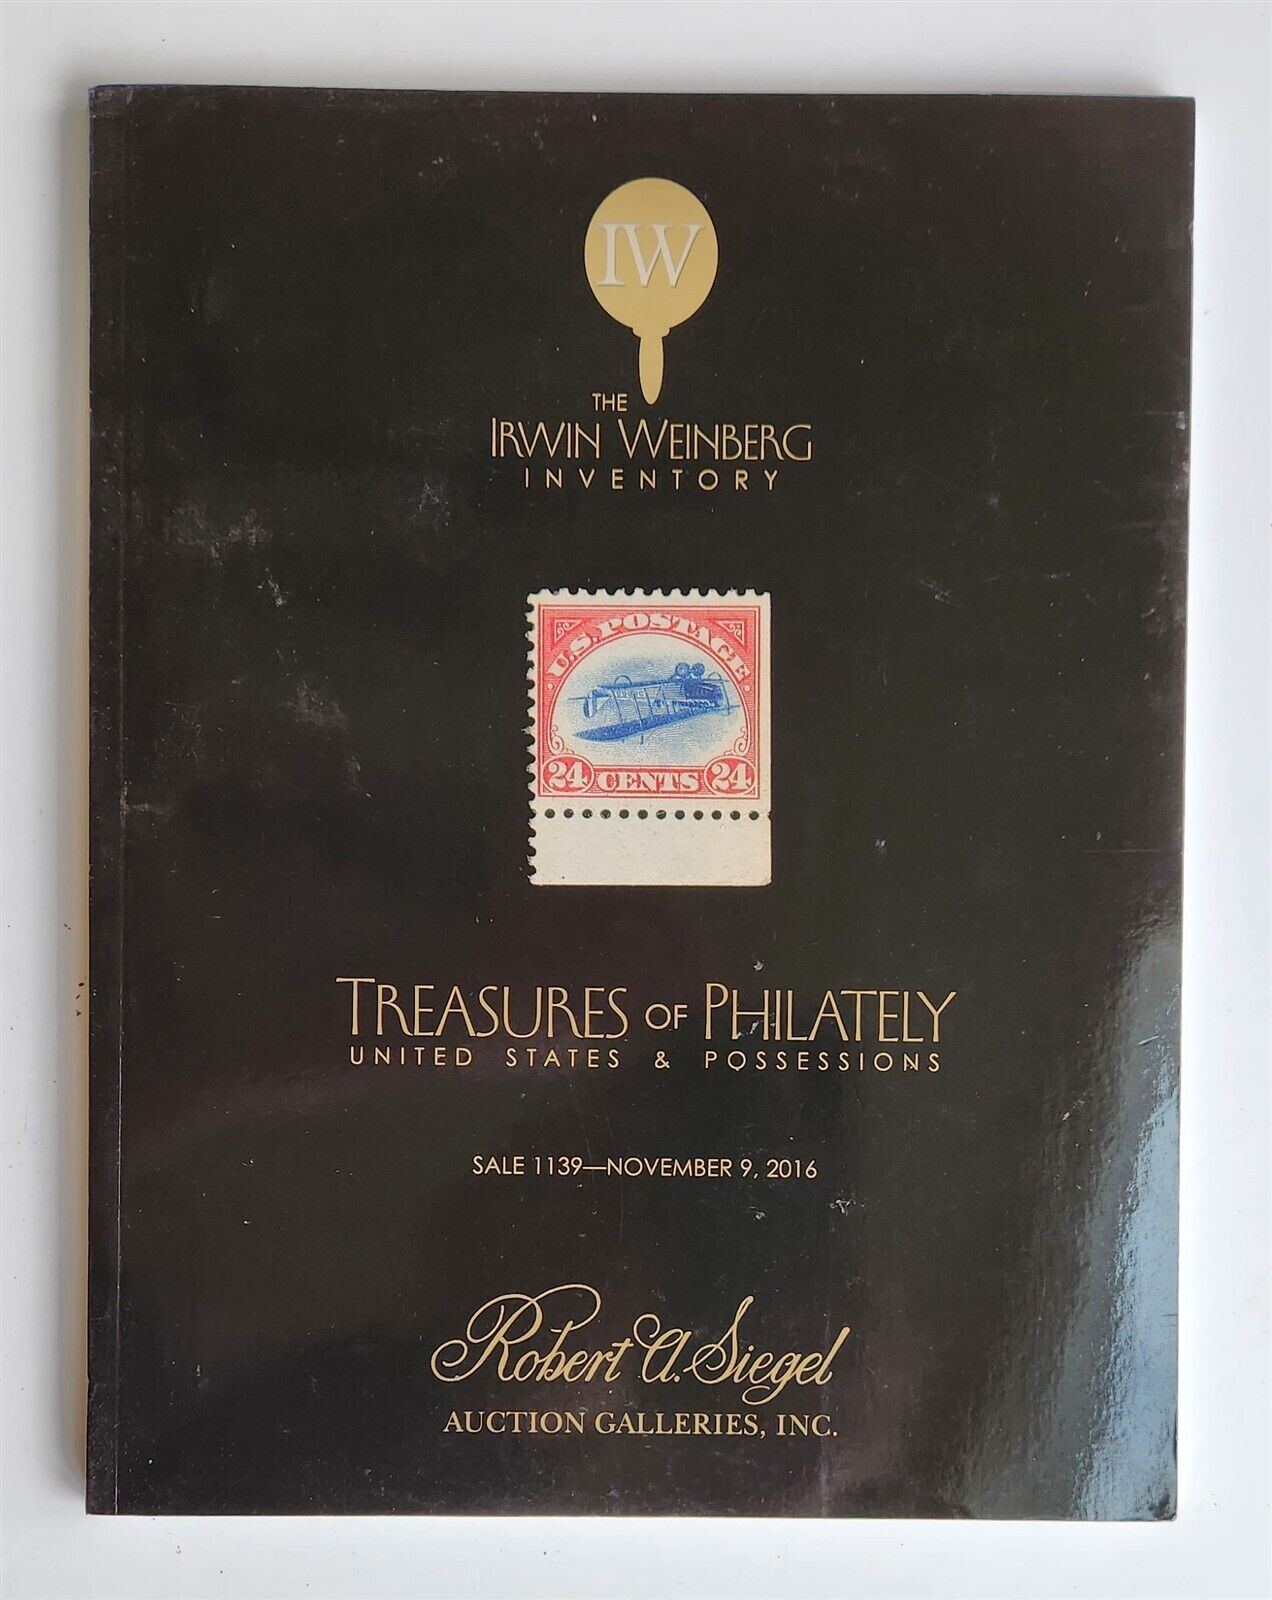 IW
THE
IRWIN WEINBERG
INVENTORY
U.S. POSTAGE
24 CENTS 24
TREASURES OF PHILATELY
UNITED STATES & POSSESSIONS
SALE 1139—NOVEMBER 9, 2016
Robert A. Siegel
AUCTION GALLERIES, INC.